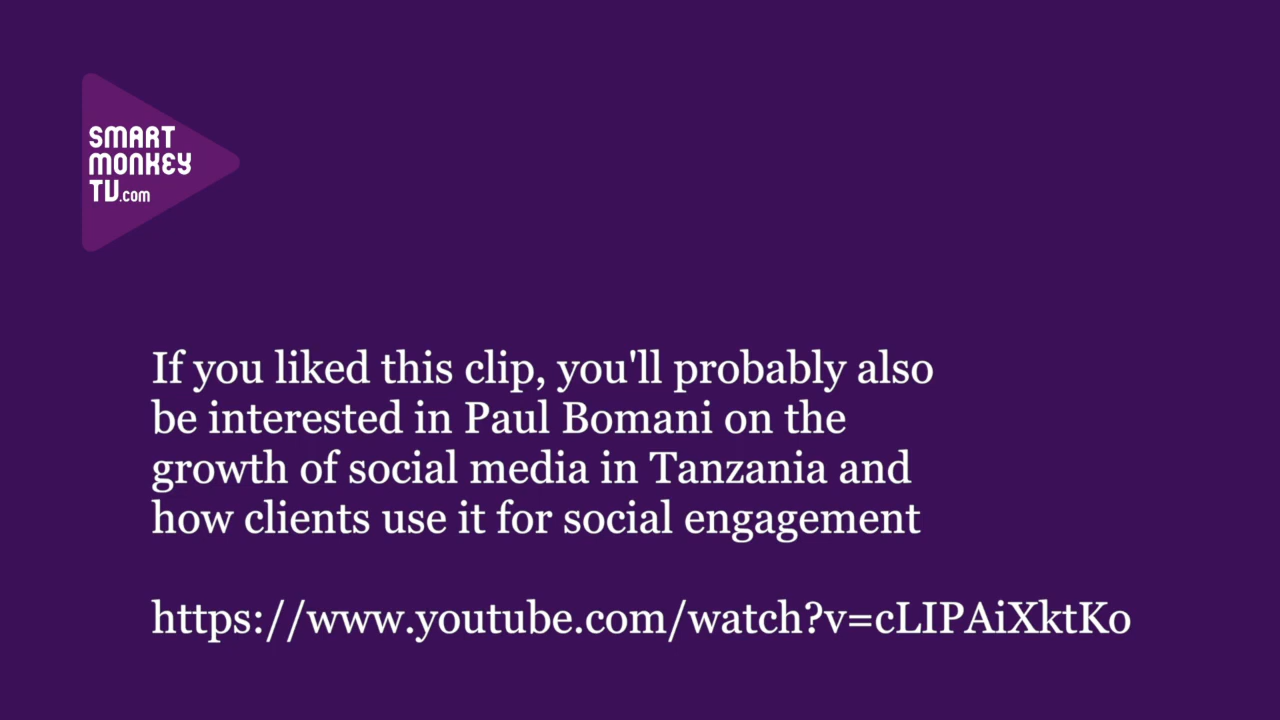 SMART
MONKEY
TV.com
If you liked this clip, you'll probably also
be interested in Paul Bomani on the
growth of social media in Tanzania and
how clients use it for social engagement
https://www.youtube.com/watch?v=cLIPAiXktKo